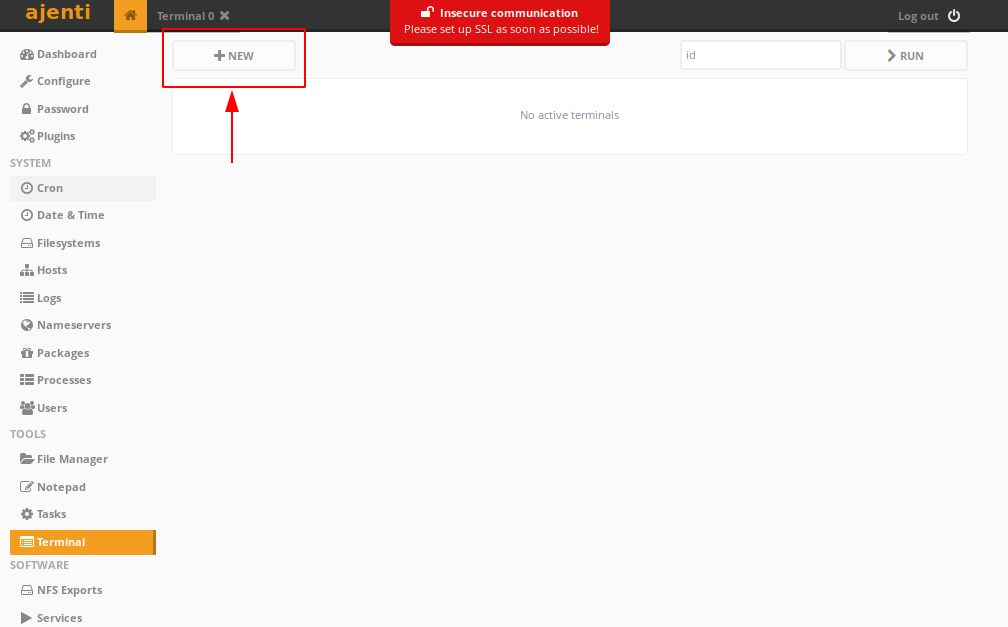 ajenti
Terminal 0
Insecure communication
Please set up SSL as soon as possible!
Log out
NEW
id
RUN
No active terminals
Dashboard
Configure
Password
Plugins
SYSTEM
Cron
Date & Time
Filesystems
Hosts
Logs
Nameservers
Packages
Processes
Users
TOOLS
File Manager
Notepad
Tasks
Terminal
SOFTWARE
NFS Exports
Services